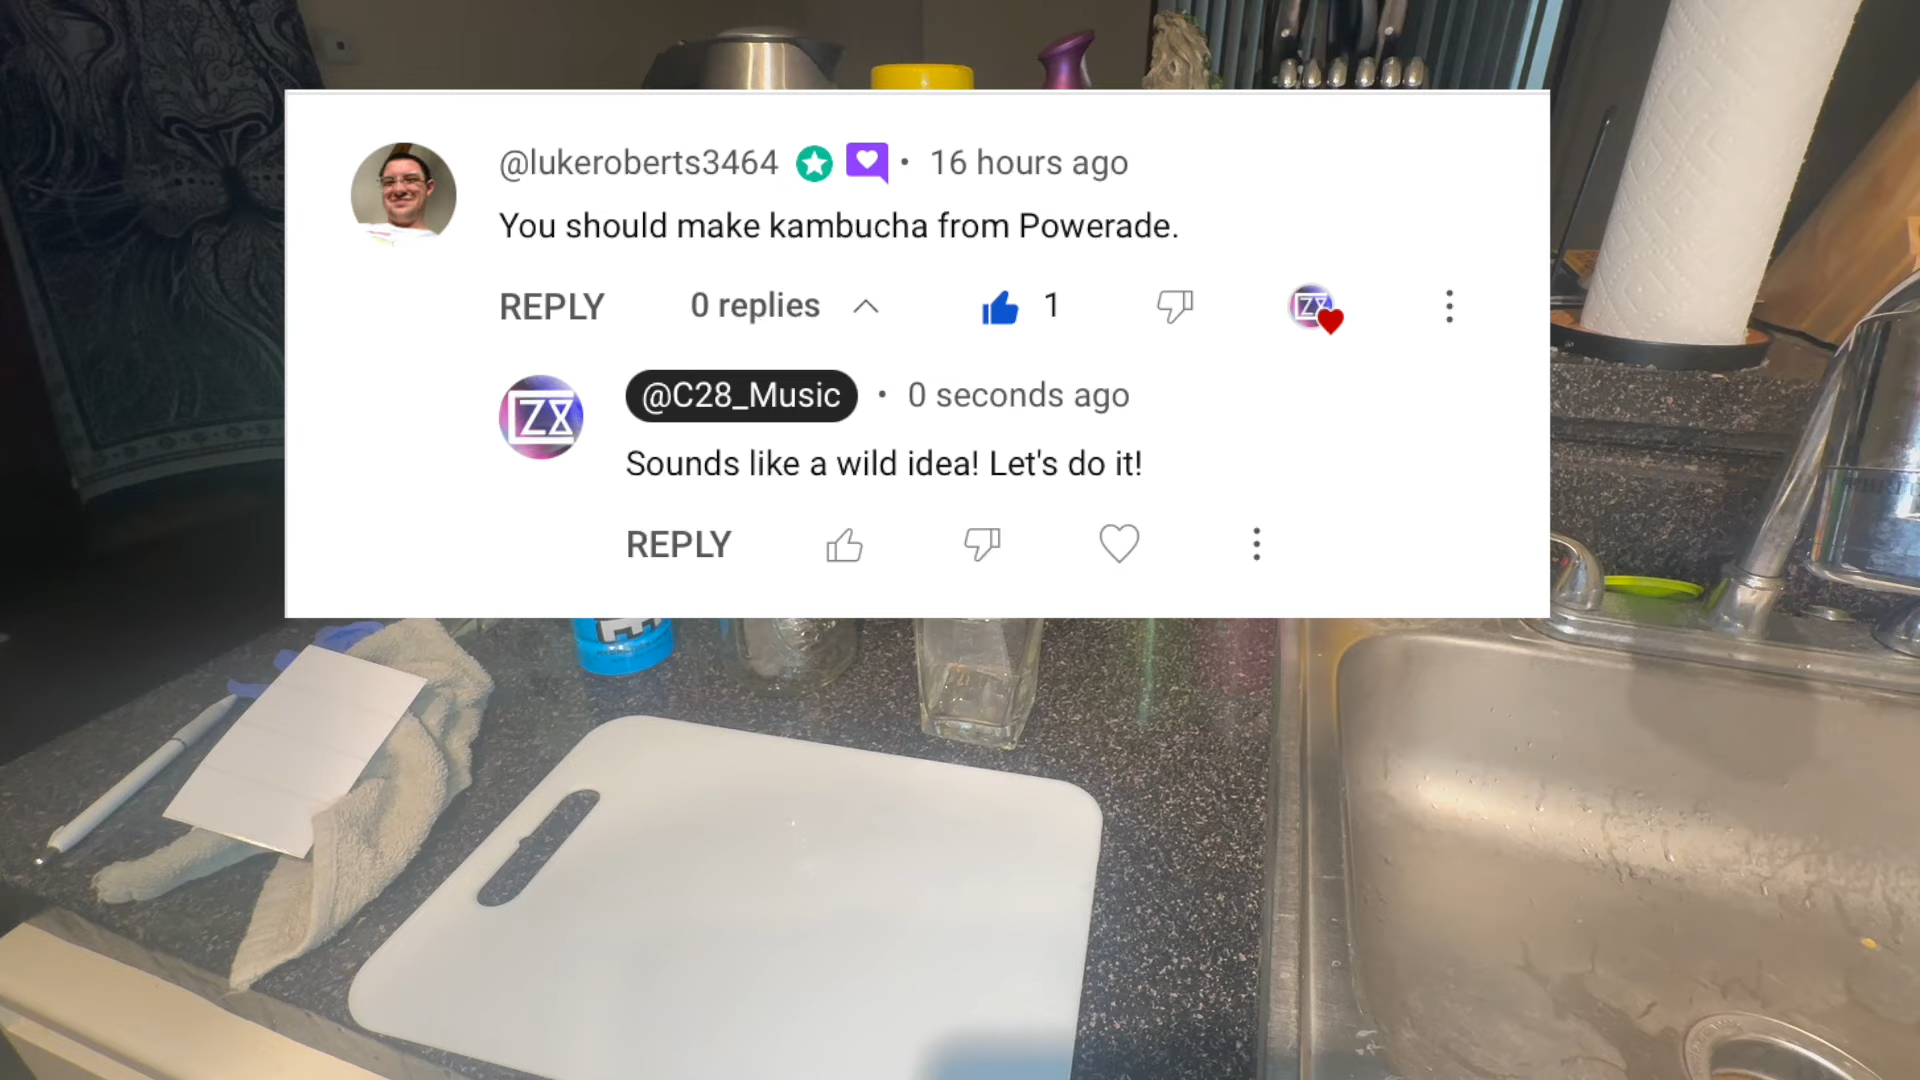 @lukeroberts3464 • 16 hours ago
You should make kambucha from Powerade.
REPLY 0 replies 1
@C28_Music • 0 seconds ago
Sounds like a wild idea! Let's do it!
REPLY